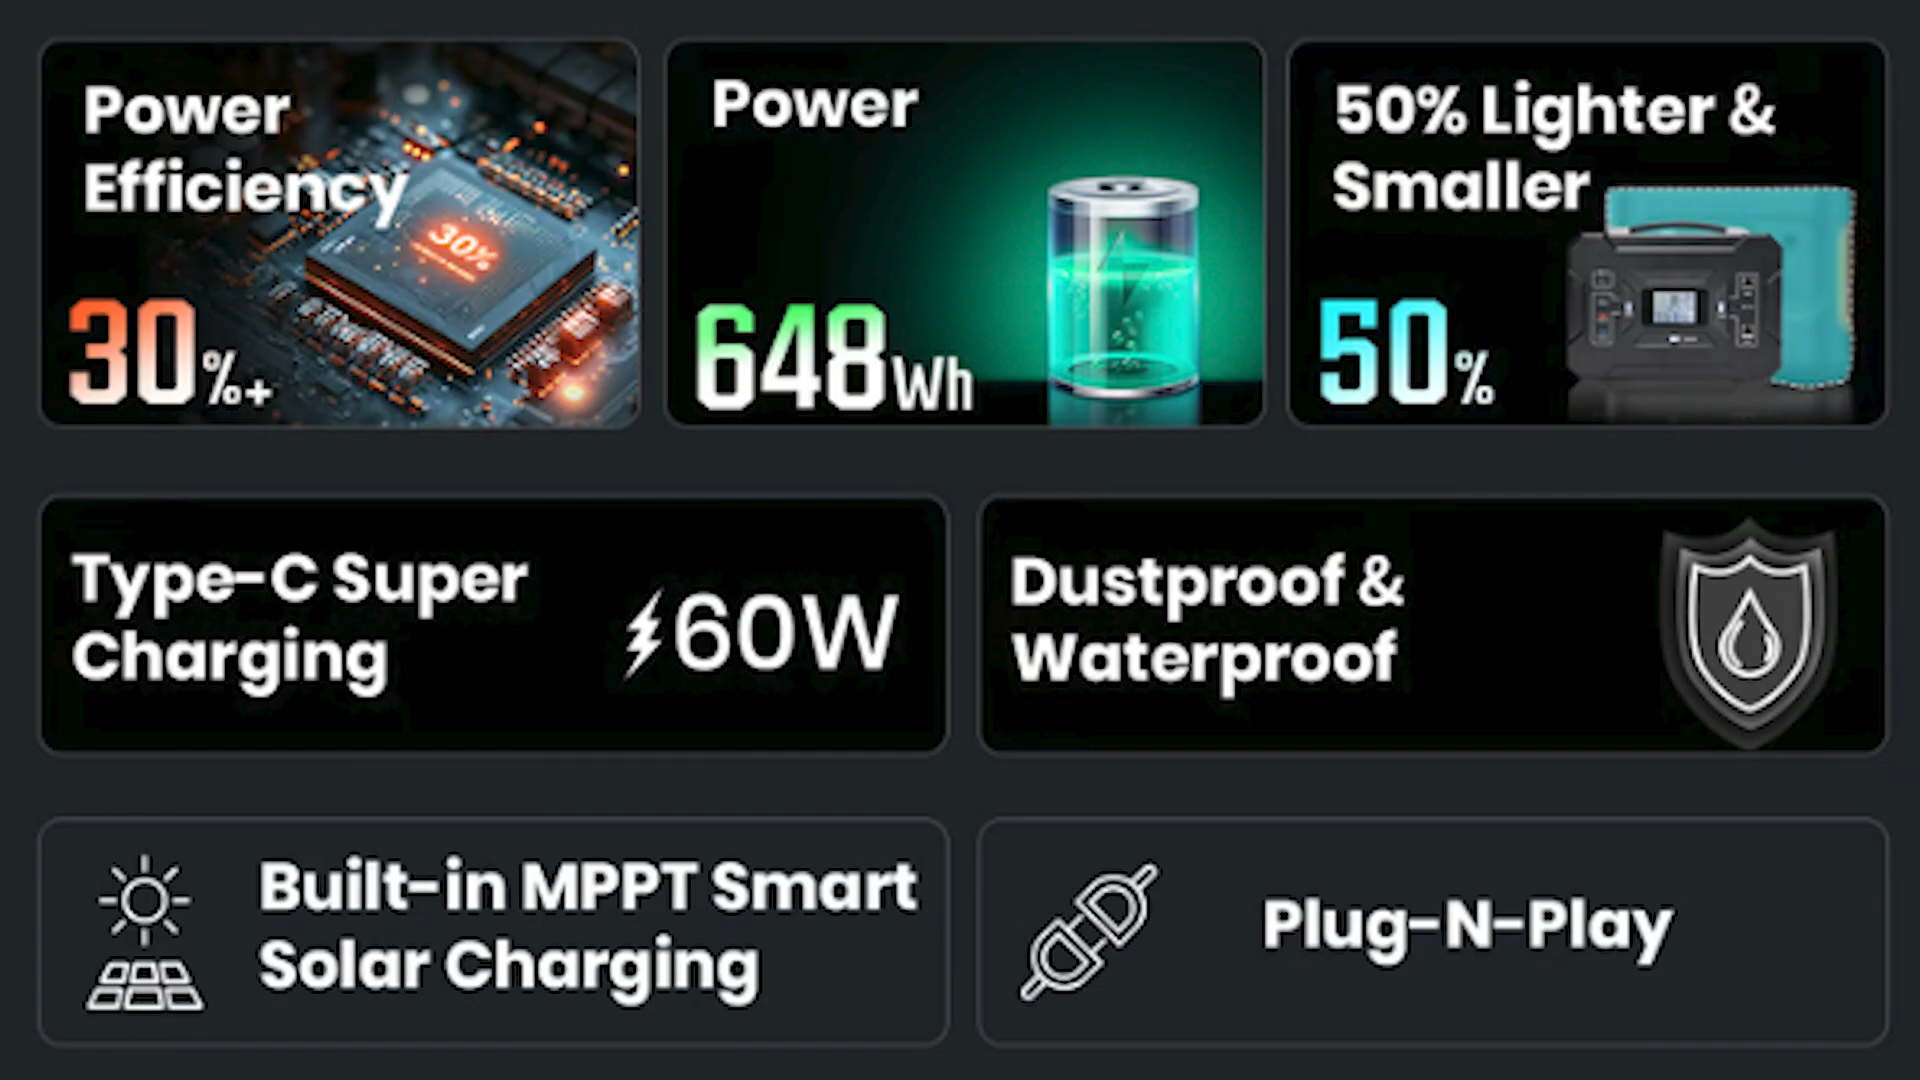 Power
Efficiency
30%
30%+
Power
648Wh
50% Lighter &
Smaller
50%
Type-C Super
Charging
60W
Dustproof &
Waterproof
Built-in MPPT Smart
Solar Charging
Plug-N-Play